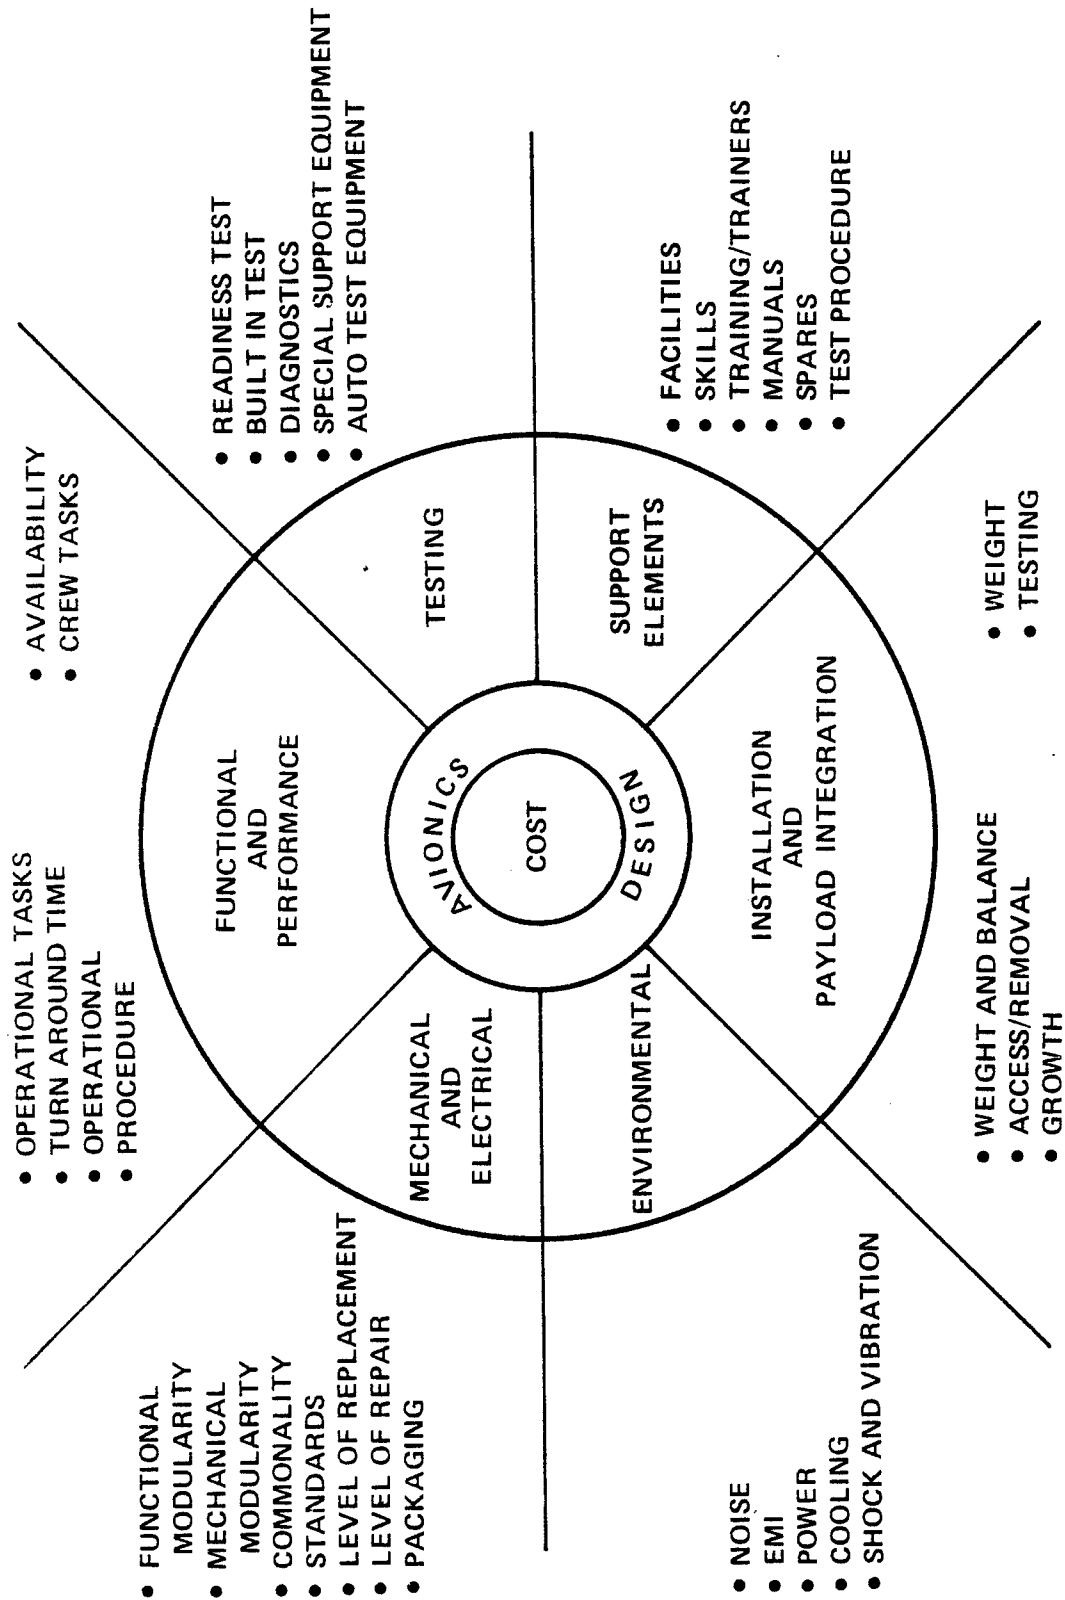 • OPERATIONAL TASKS
• TURN AROUND TIME
• OPERATIONAL
• PROCEDURE
• AVAILABILITY
• CREW TASKS
• FUNCTIONAL
MODULARITY
• MECHANICAL
MODULARITY
• COMMONALITY
• STANDARDS
• LEVEL OF REPLACEMENT
• LEVEL OF REPAIR
• PACKAGING
FUNCTIONAL
AND
PERFORMANCE
• READINESS TEST
• BUILT IN TEST
• DIAGNOSTICS
• SPECIAL SUPPORT EQUIPMENT
• AUTO TEST EQUIPMENT
MECHANICAL
AND
ELECTRICAL
AVIONICS
COST
DESIGN
TESTING
ENVIRONMENTAL
SUPPORT
ELEMENTS
INSTALLATION
AND
PAYLOAD INTEGRATION
• NOISE
• EMI
• POWER
• COOLING
• SHOCK AND VIBRATION
• FACILITIES
• SKILLS
• TRAINING/TRAINERS
• MANUALS
• SPARES
• TEST PROCEDURE
• WEIGHT AND BALANCE
• ACCESS/REMOVAL
• GROWTH
• WEIGHT
• TESTING